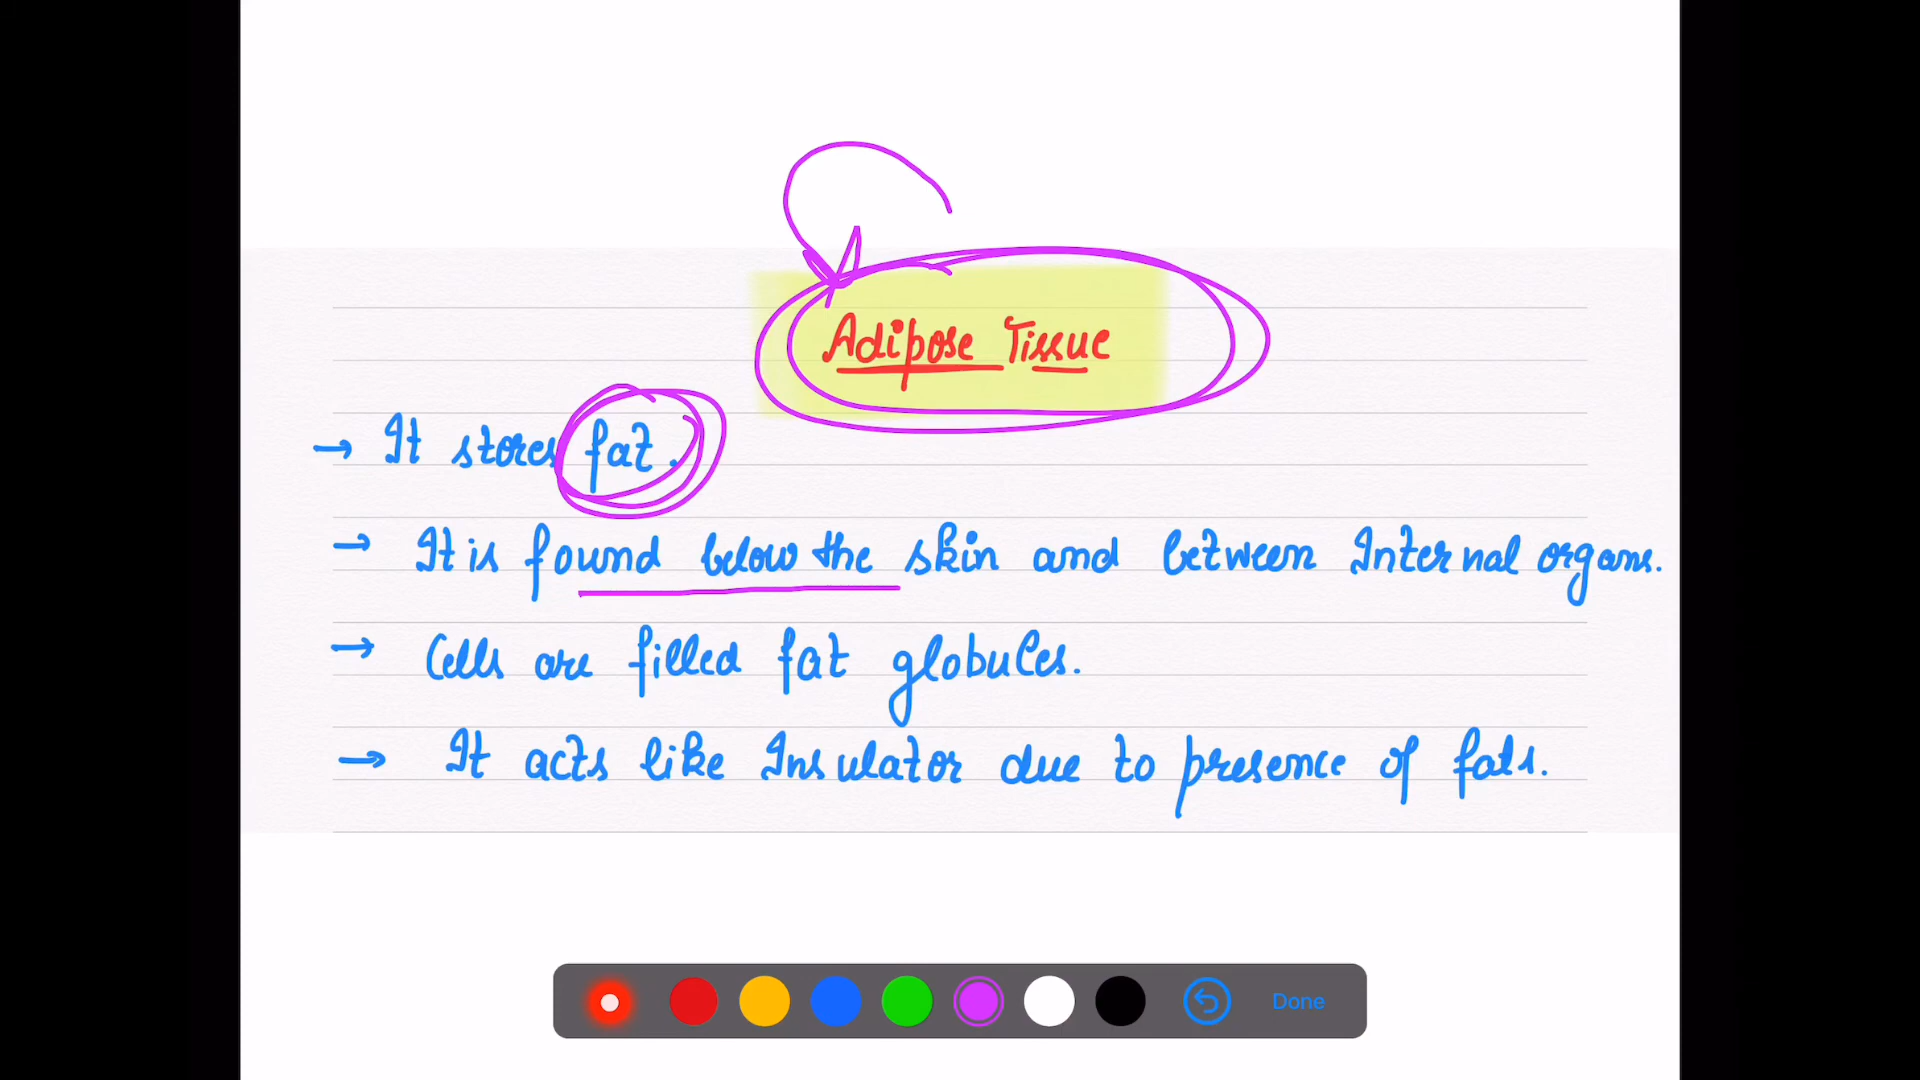 Adipose Tissue
→ It stores fat.
→ It is found below the skin and between Internal organs.
→ Cells are filled fat globules.
→ It acts like Insulator due to presence of fats.
Done